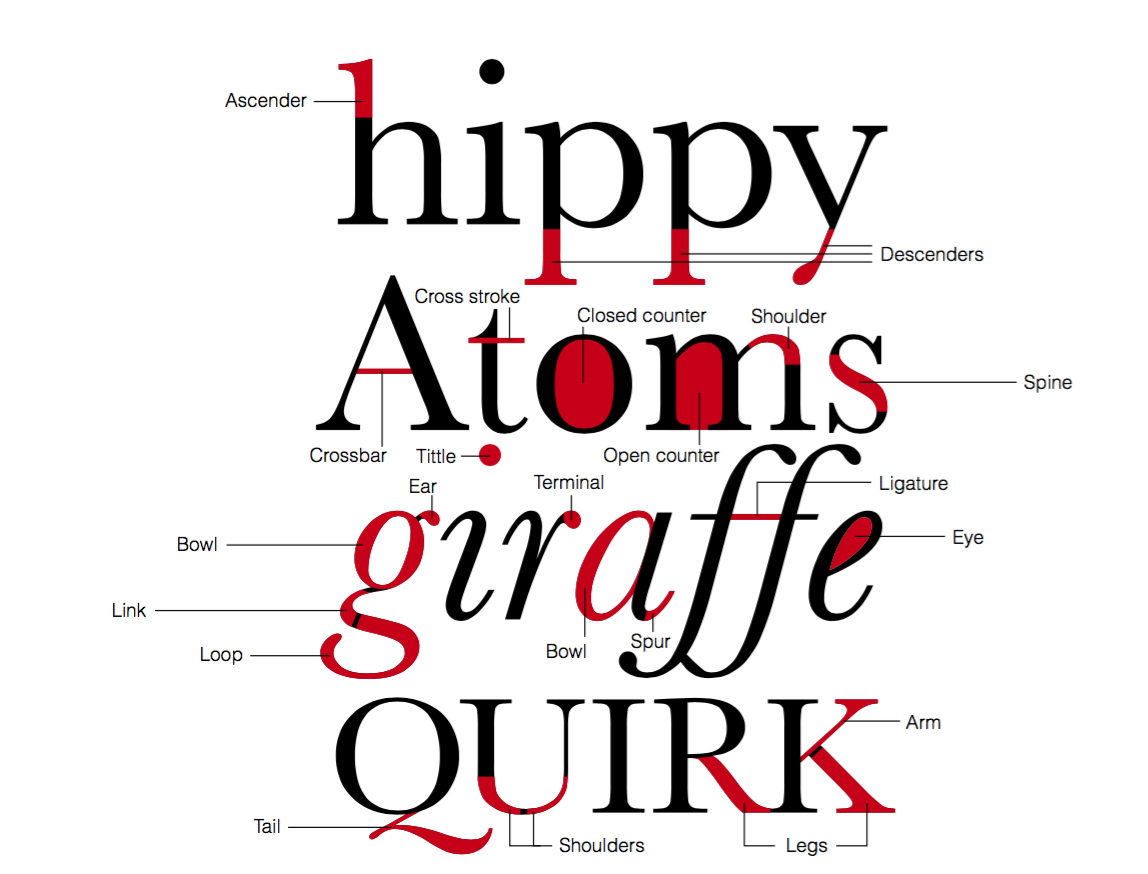 Ascender
hippy
Descenders
Cross stroke
Closed counter
Shoulder
Atoms
Spine
Crossbar
Tittle
Open counter
Ear
Terminal
Ligature
giraffe
Bowl
Eye
Link
Loop
Bowl
Spur
QUIRK
Arm
Tail
Shoulders
Legs